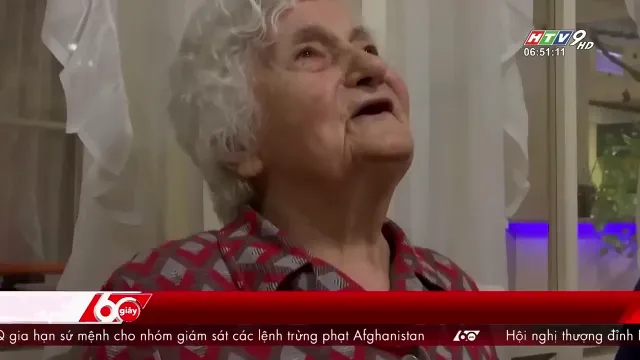 HTV9 HD
06:51:11
60 giây
Q gia hạn sứ mệnh cho nhóm giám sát các lệnh trừng phạt Afghanistan 60 giây Hội nghị thượng đỉnh